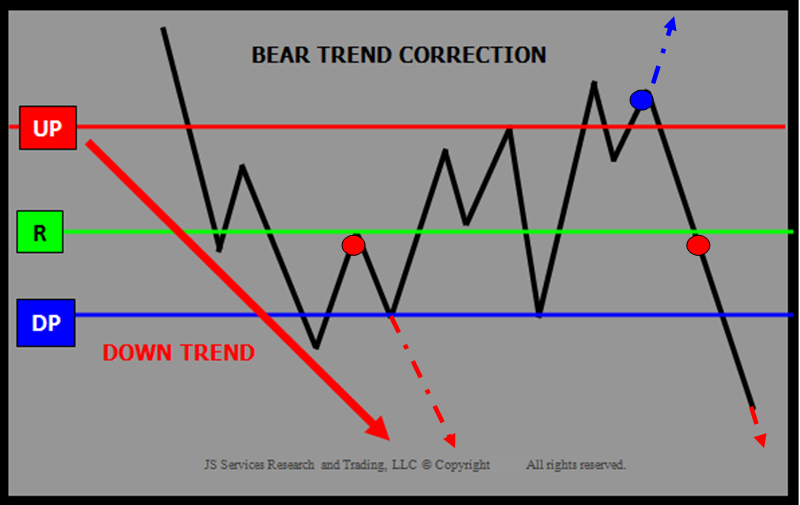 BEAR TREND CORRECTION
UP
R
DP
DOWN TREND
JS Services Research and Trading, LLC © Copyright All rights reserved.